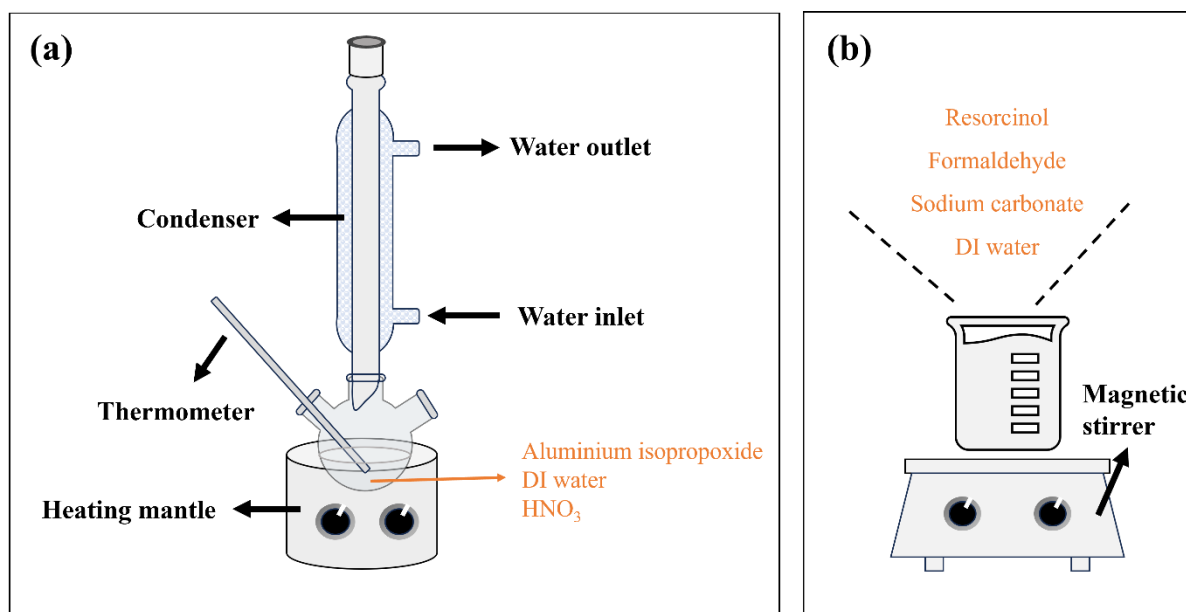 (a)
Water outlet
Condenser
Water inlet
Thermometer
Aluminium isopropoxide
DI water
Heating mantle
HNO₃
(b)
Resorcinol
Formaldehyde
Sodium carbonate
DI water
Magnetic
stirrer